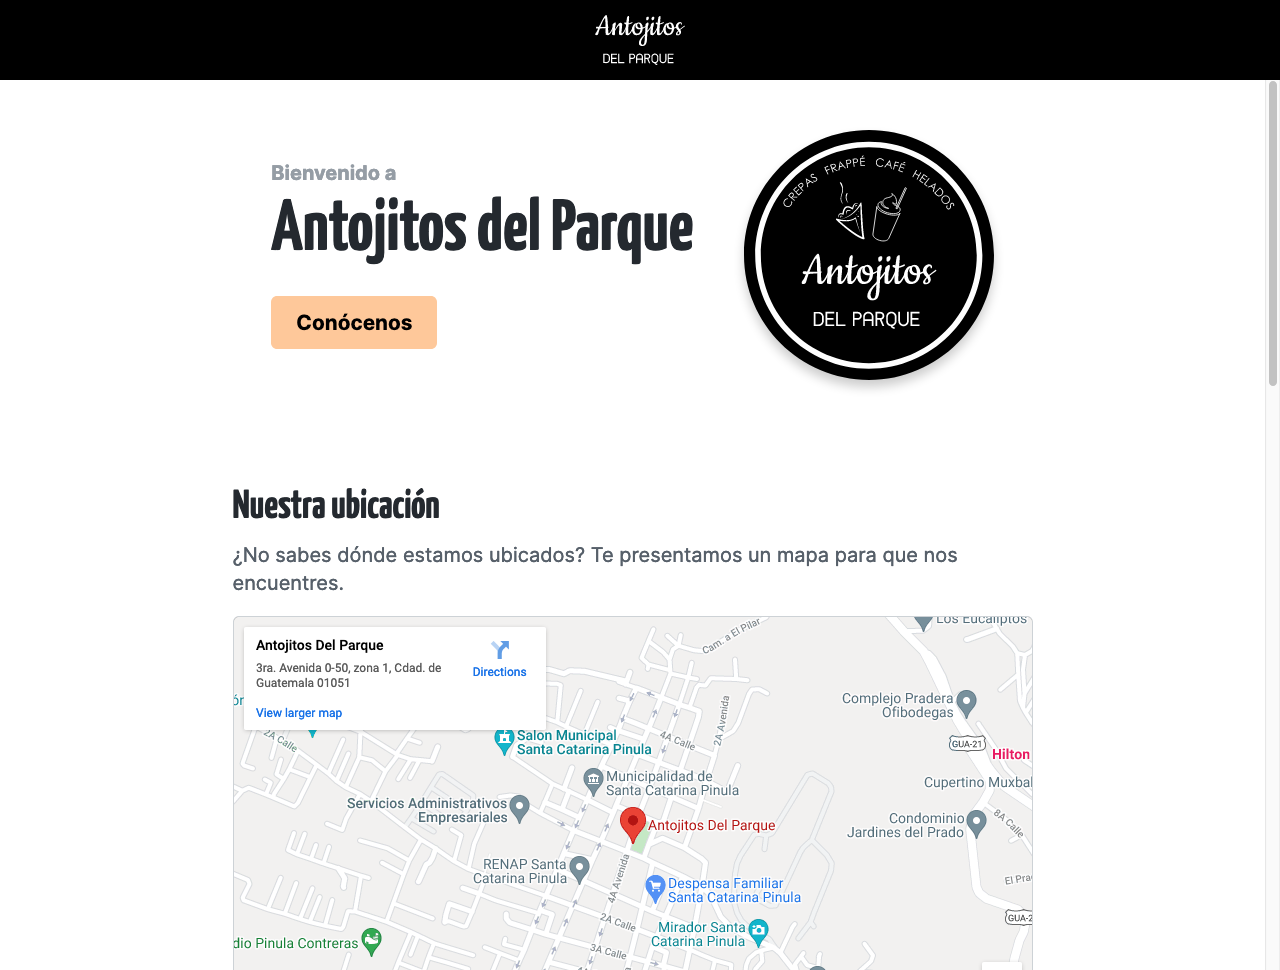 Antojitos
DEL PARQUE
Bienvenido a
Antojitos del Parque
Conócenos
CREPAS FRAPPÉ CAFÉ HELADOS
Antojitos
DEL PARQUE
Nuestra ubicación
¿No sabes dónde estamos ubicados? Te presentamos un mapa para que nos
encuentres.
Antojitos Del Parque
3ra. Avenida 0-50, zona 1, Cdad. de
Guatemala 01051
View larger map
Directions
Cam. a El Pilar
Los Eucaliptos
Complejo Pradera
Ofibodegas
GUA-21
Hilton
2A Calle
Salón Municipal
Santa Catarina Pinula
4A Calle
2A Avenida
Municipalidad de
Santa Catarina Pinula
Cupertino Muxbal
Servicios Administrativos
Empresariales
Antojitos Del Parque
Condominio
Jardines del Prado
8A Calle
RENAP Santa
Catarina Pinula
4A Avenida
Despensa Familiar
Santa Catarina Pinula
El Pra
2A Calle
GUA-2
Mirador Santa
Catarina Pinula
dio Pinula Contreras
3A Calle